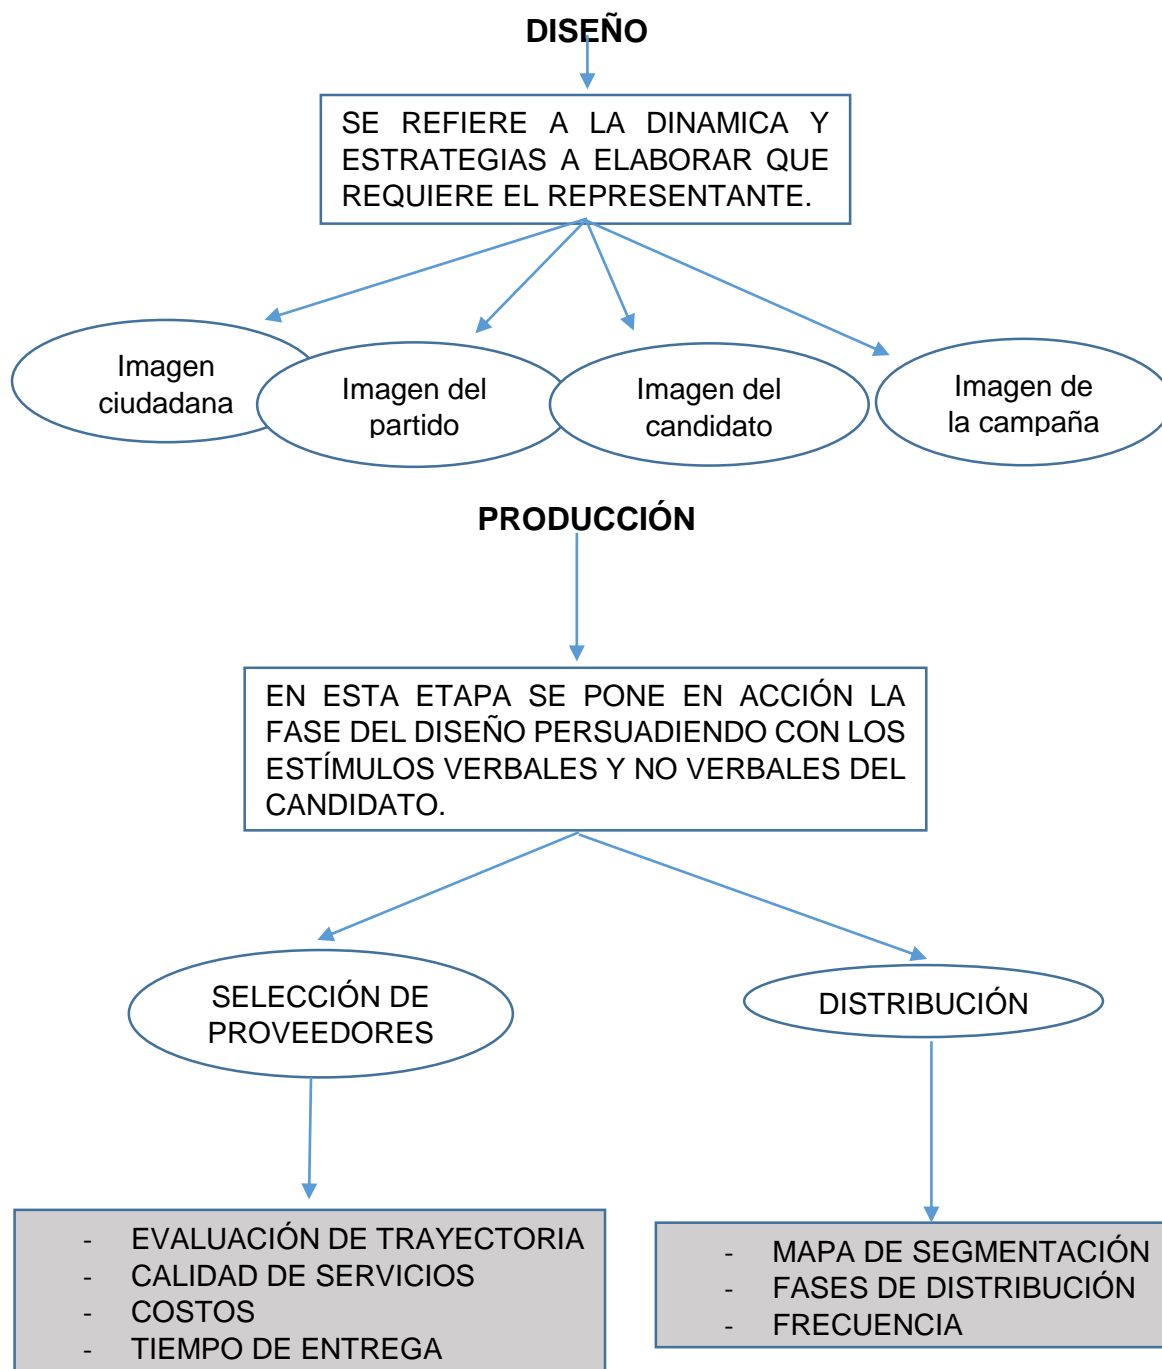 DISEÑO
SE REFIERE A LA DINAMICA Y
ESTRATEGIAS A ELABORAR QUE
REQUIERE EL REPRESENTANTE.
Imagen
ciudadana
Imagen del
partido
Imagen del
candidato
Imagen de
la campaña
PRODUCCIÓN
EN ESTA ETAPA SE PONE EN ACCIÓN LA
FASE DEL DISEÑO PERSUADIENDO CON LOS
ESTÍMULOS VERBALES Y NO VERBALES DEL
CANDIDATO.
SELECCIÓN DE
PROVEEDORES
DISTRIBUCIÓN
- EVALUACIÓN DE TRAYECTORIA
- CALIDAD DE SERVICIOS
- COSTOS
- TIEMPO DE ENTREGA
- MAPA DE SEGMENTACIÓN
- FASES DE DISTRIBUCIÓN
- FRECUENCIA